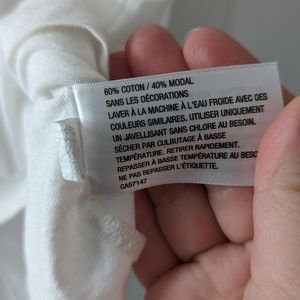 60% COTON / 40% MODAL
SANS LES DÉCORATIONS
LAVER À LA MACHINE À L'EAU FROIDE AVEC DES
COULEURS SIMILAIRES. UTILISER UNIQUEMENT
UN JAVELLISANT SANS CHLORE AU BESOIN.
SÉCHER PAR CULBUTAGE À BASSE
TEMPÉRATURE. RETIRER RAPIDEMENT.
REPASSER À BASSE TEMPÉRATURE AU BESO
NE PAS REPASSER L'ÉTIQUETTE.
CA57147